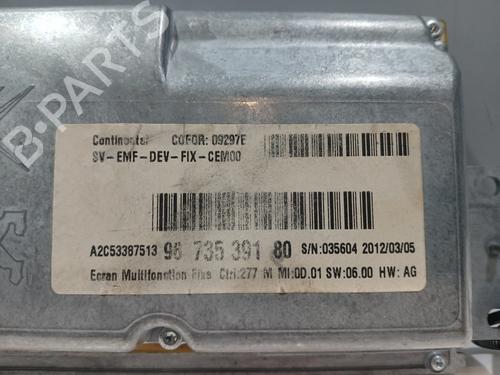 Continental COFOR: 09297E
SV-EMF-DEV-FIX-CEM00
A2C53387513 96 735 391 80 S/N:035604 2012/03/05
Ecran Multifonction Fixe Ctrl:277 M MI:0D.01 SW:06.00 HW: AG
B-PARTS